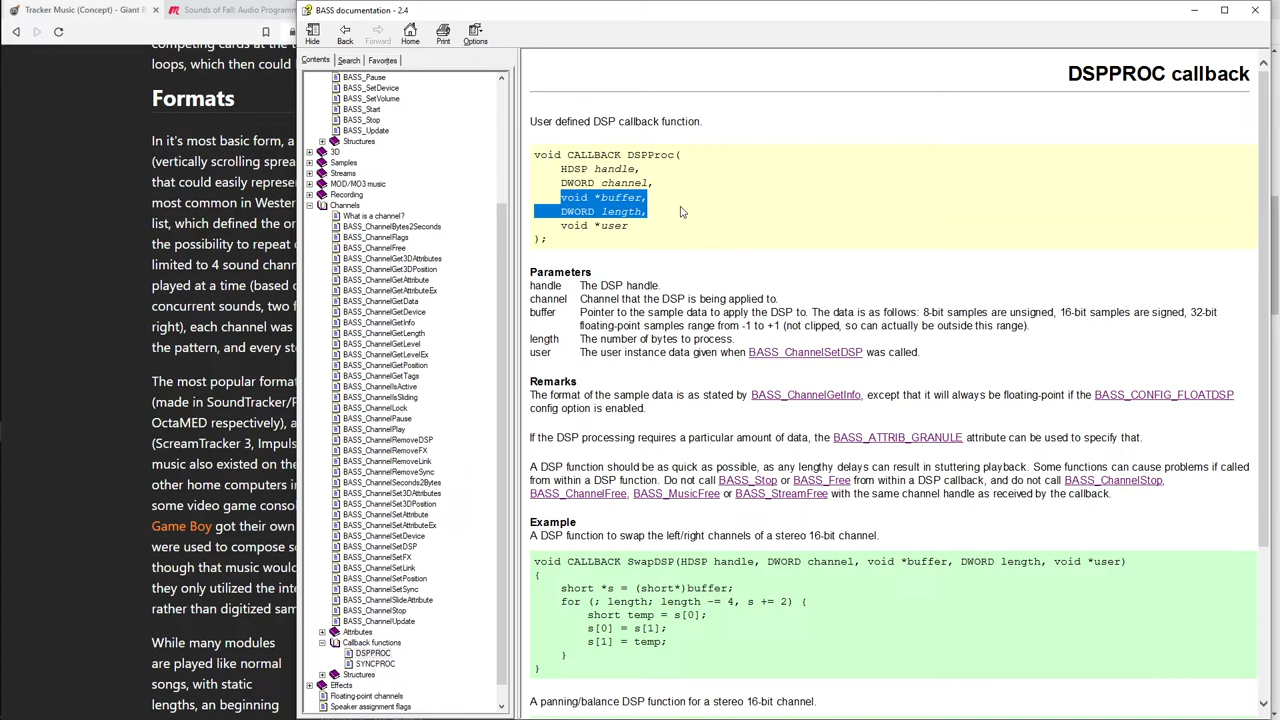 Tracker Music (Concept) - Giant B
Sounds of Fall: Audio Programm
competing cards at the
loops, which then could
Formats
In it's most basic form, a
(vertically scrolling sprea
that could easily represe
most common in Wester
list, which defined the or
the possibility to repeat o
limited to 4 sound chann
played at a time (based o
concurrent sounds, two f
right), each channel was
the pattern, and every ste
The most popular format
(made in SoundTracker/P
OctaMED respectively), a
(ScreamTracker 3, Impuls
music also existed on the
other home computers in
some video game consol
Game Boy got their own
were used to compose so
though that music would
they only utilized the inte
rather than digitized sam
While many modules
are played like normal
songs, with static
lengths, an beginning
BASS documentation - 2.4
Hide
Back
Forward
Home
Print
Options
Contents
Search
Favorites
BASS_Pause
BASS_SetDevice
BASS_SetVolume
BASS_Start
BASS_Stop
BASS_Update
Structures
3D
Samples
Streams
MOD/MO3 music
Recording
Channels
What is a channel?
BASS_ChannelBytes2Seconds
BASS_ChannelFlags
BASS_ChannelFree
BASS_ChannelGet3DAttributes
BASS_ChannelGet3DPosition
BASS_ChannelGetAttribute
BASS_ChannelGetAttributeEx
BASS_ChannelGetData
BASS_ChannelGetDevice
BASS_ChannelGetInfo
BASS_ChannelGetLength
BASS_ChannelGetLevel
BASS_ChannelGetLevelEx
BASS_ChannelGetPosition
BASS_ChannelGetTags
BASS_ChannelIsActive
BASS_ChannelIsSliding
BASS_ChannelLock
BASS_ChannelPause
BASS_ChannelPlay
BASS_ChannelRemoveDSP
BASS_ChannelRemoveFX
BASS_ChannelRemoveLink
BASS_ChannelRemoveSync
BASS_ChannelSeconds2Bytes
BASS_ChannelSet3DAttributes
BASS_ChannelSet3DPosition
BASS_ChannelSetAttribute
BASS_ChannelSetAttributeEx
BASS_ChannelSetDevice
BASS_ChannelSetDSP
BASS_ChannelSetFX
BASS_ChannelSetLink
BASS_ChannelSetPosition
BASS_ChannelSetSync
BASS_ChannelSlideAttribute
BASS_ChannelStop
BASS_ChannelUpdate
Attributes
Callback functions
DSPPROC
SYNCPROC
Structures
Effects
Floating-point channels
Speaker assignment flags
DSPPROC callback
User defined DSP callback function.
void CALLBACK DSPProc(
HDSP handle,
DWORD channel,
void *buffer,
DWORD length,
void *user
);
Parameters
handle The DSP handle.
channel Channel that the DSP is being applied to.
buffer Pointer to the sample data to apply the DSP to. The data is as follows: 8-bit samples are unsigned, 16-bit samples are signed, 32-bit
floating-point samples range from -1 to +1 (not clipped, so can actually be outside this range).
length The number of bytes to process.
user The user instance data given when BASS_ChannelSetDSP was called.
Remarks
The format of the sample data is as stated by BASS_ChannelGetInfo, except that it will always be floating-point if the BASS_CONFIG_FLOATDSP
config option is enabled.
If the DSP processing requires a particular amount of data, the BASS_ATTRIB_GRANULE attribute can be used to specify that.
A DSP function should be as quick as possible, as any lengthy delays can result in stuttering playback. Some functions can cause problems if called
from within a DSP function. Do not call BASS_Stop or BASS_Free from within a DSP callback, and do not call BASS_ChannelStop,
BASS_ChannelFree, BASS_MusicFree or BASS_StreamFree with the same channel handle as received by the callback.
Example
A DSP function to swap the left/right channels of a stereo 16-bit channel.
void CALLBACK SwapDSP(HDSP handle, DWORD channel, void *buffer, DWORD length, void *user)
{
short *s = (short*)buffer;
for (; length; length -= 4, s += 2) {
short temp = s[0];
s[0] = s[1];
s[1] = temp;
}
}
A panning/balance DSP function for a stereo 16-bit channel.